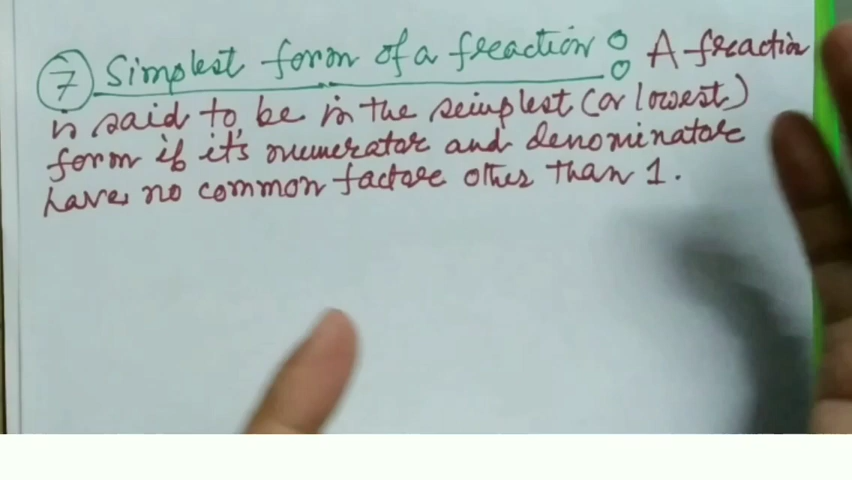 7 Simplest form of a fraction : A fraction
is said to be in the simplest (or lowest)
form if it's numerator and denominator
have no common factor other than 1.